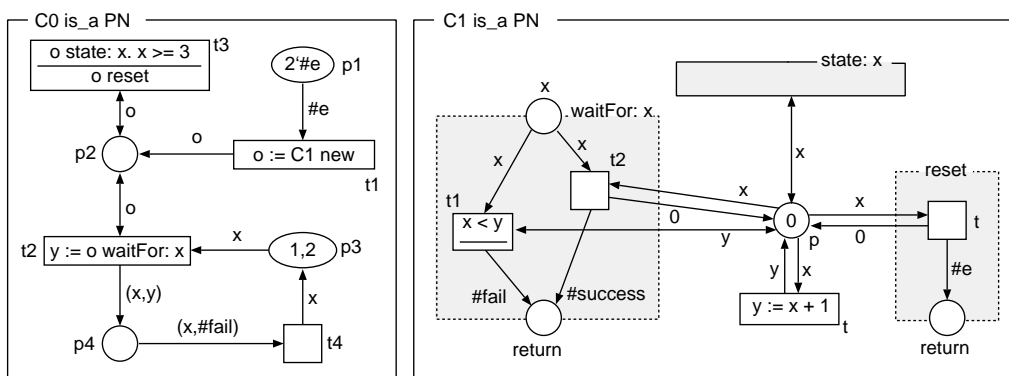 C0 is_a PN
o state: x. x >= 3
o reset
t3
2‘#e
p1
o
#e
p2
o
o := C1 new
t1
o
t2
y := o waitFor: x
x
1,2
p3
(x,y)
x
p4
(x,#fail)
t4
C1 is_a PN
state: x
x
waitFor: x
x
x
t2
x
t1
x < y
x
0
y
0
p
x
0
reset
t
#e
#fail
#success
y
x
y := x + 1
t
return
return